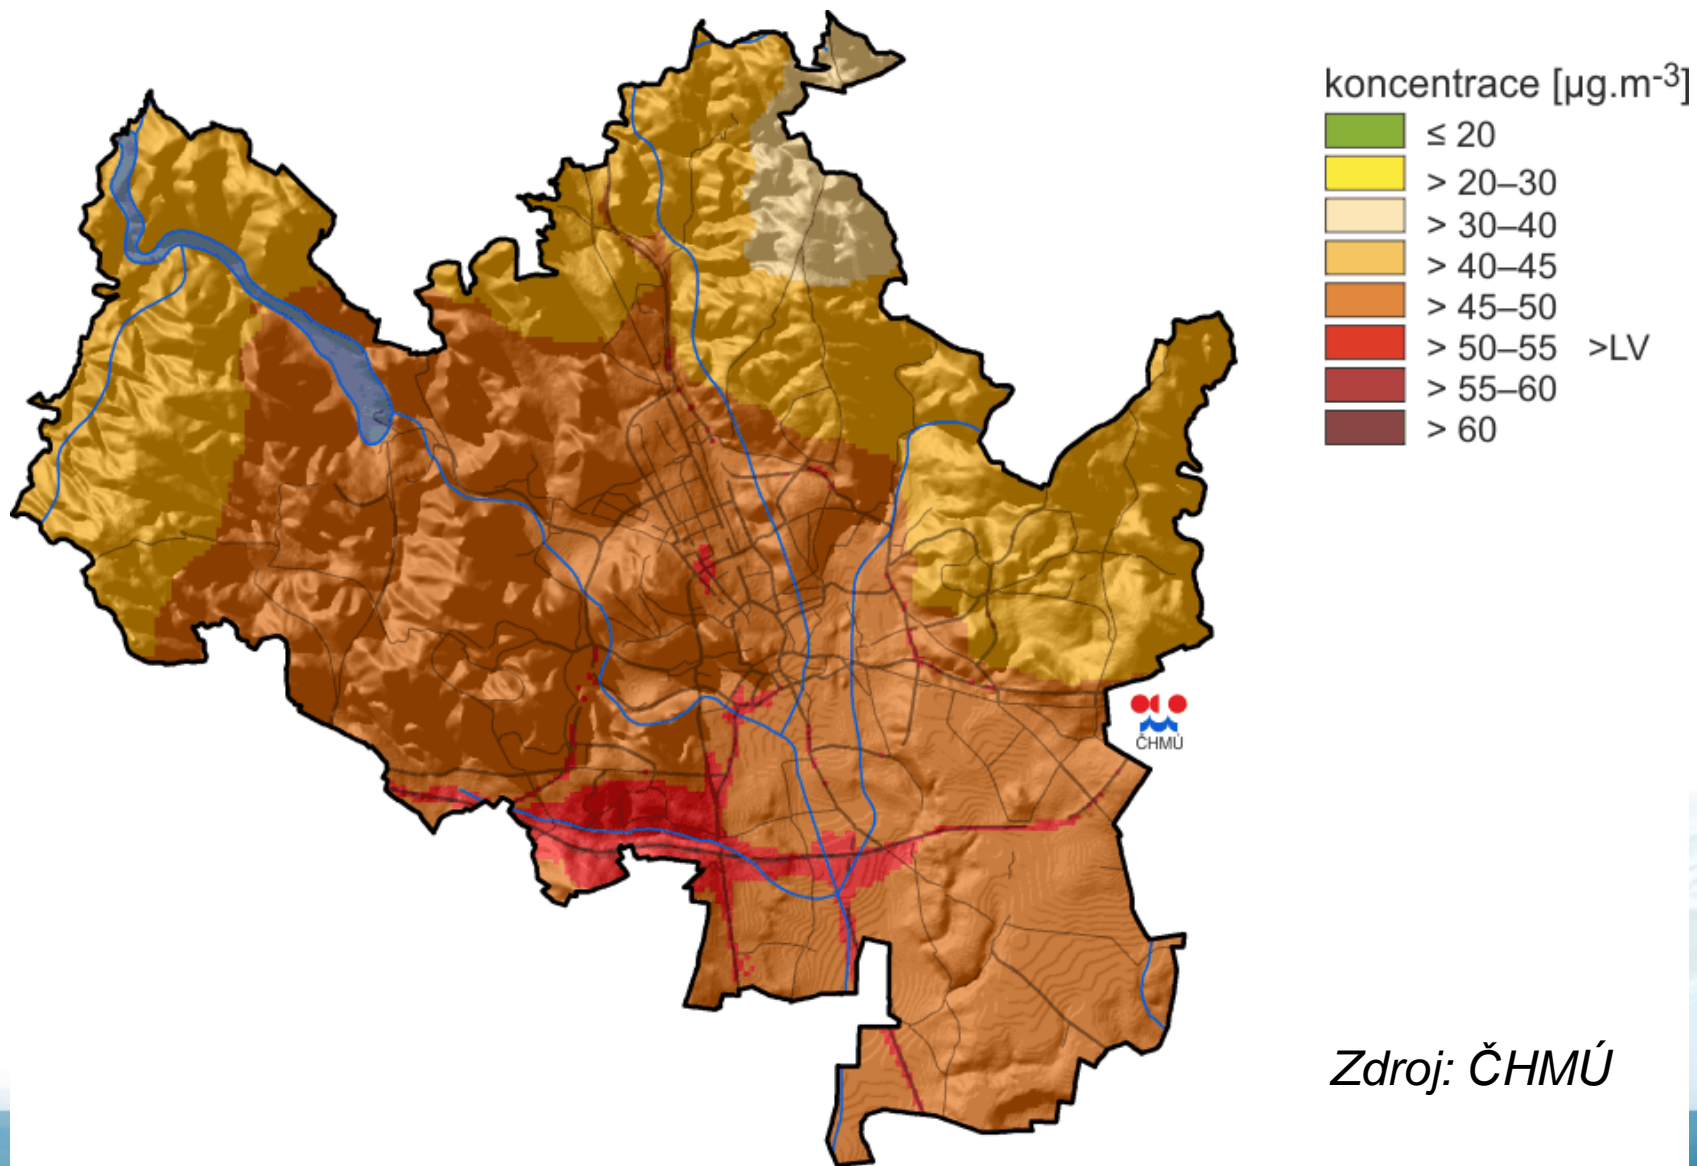 koncentrace [µg.m-3]
≤ 20
> 20–30
> 30–40
> 40–45
> 45–50
> 50–55 >LV
> 55–60
> 60
ČHMÚ
Zdroj: ČHMÚ